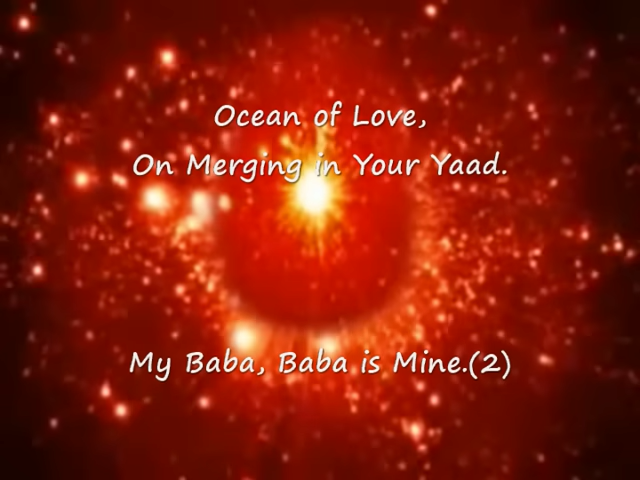 Ocean of Love,
On Merging in Your Yaad.
My Baba, Baba is Mine.(2)